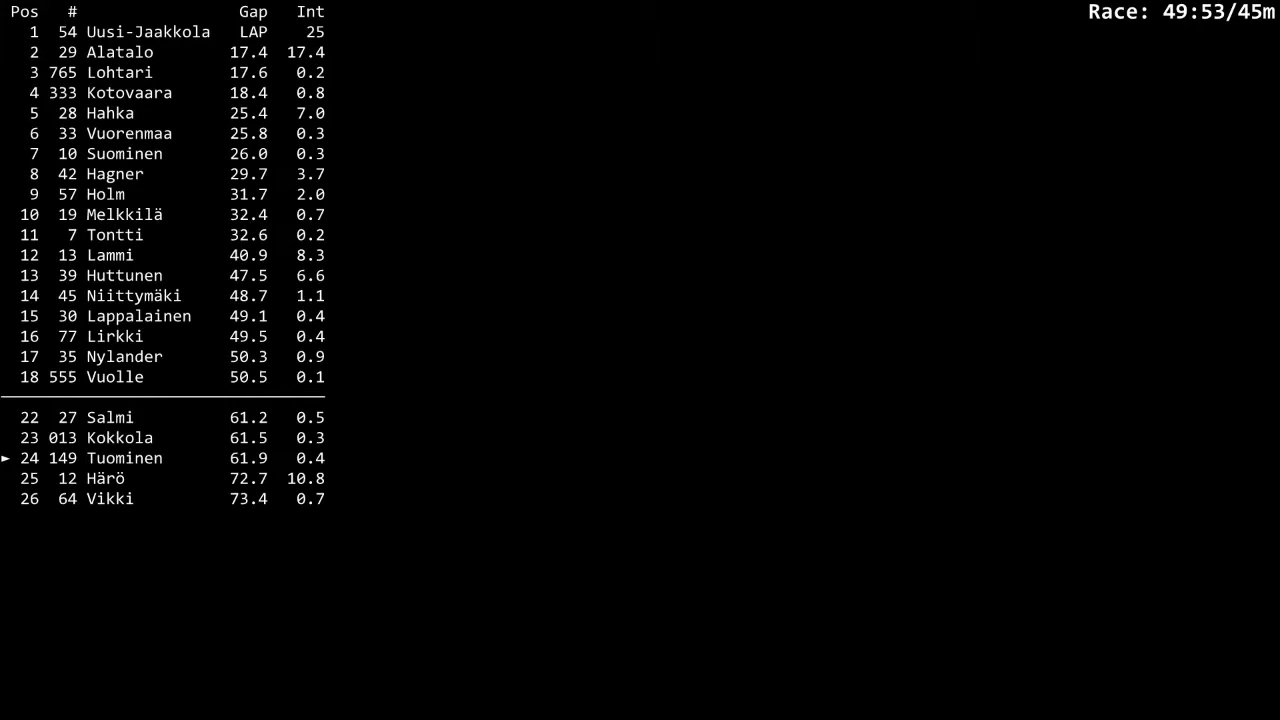 Pos # Gap Int
Race: 49:53/45m
1 54 Uusi-Jaakkola LAP 25
2 29 Alatalo 17.4 17.4
3 765 Lohtari 17.6 0.2
4 333 Kotovaara 18.4 0.8
5 28 Hahka 25.4 7.0
6 33 Vuorenmaa 25.8 0.3
7 10 Suominen 26.0 0.3
8 42 Hagner 29.7 3.7
9 57 Holm 31.7 2.0
10 19 Melkkilä 32.4 0.7
11 7 Tontti 32.6 0.2
12 13 Lammi 40.9 8.3
13 39 Huttunen 47.5 6.6
14 45 Niittymäki 48.7 1.1
15 30 Lappalainen 49.1 0.4
16 77 Lirkki 49.5 0.4
17 35 Nylander 50.3 0.9
18 555 Vuolle 50.5 0.1
22 27 Salmi 61.2 0.5
23 013 Kokkola 61.5 0.3
► 24 149 Tuominen 61.9 0.4
25 12 Härö 72.7 10.8
26 64 Vikki 73.4 0.7